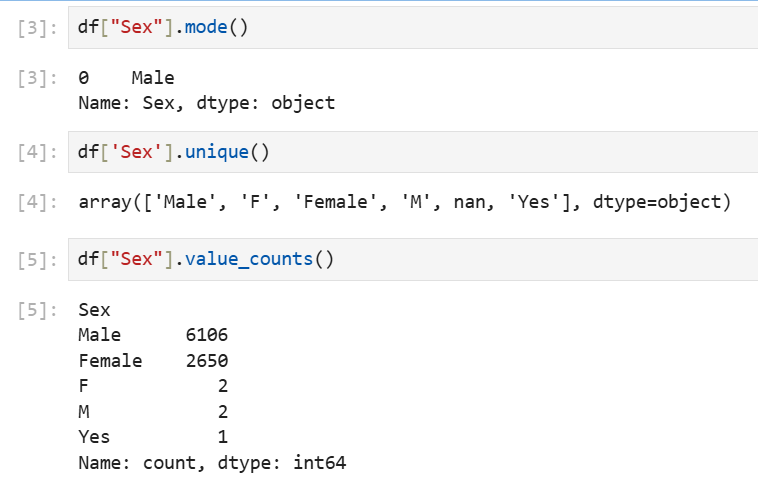 [3]: df["Sex"].mode()
[3]: 0    Male
Name: Sex, dtype: object
[4]: df['Sex'].unique()
[4]: array(['Male', 'F', 'Female', 'M', nan, 'Yes'], dtype=object)
[5]: df["Sex"].value_counts()
[5]: Sex
Male      6106
Female    2650
F            2
M            2
Yes          1
Name: count, dtype: int64